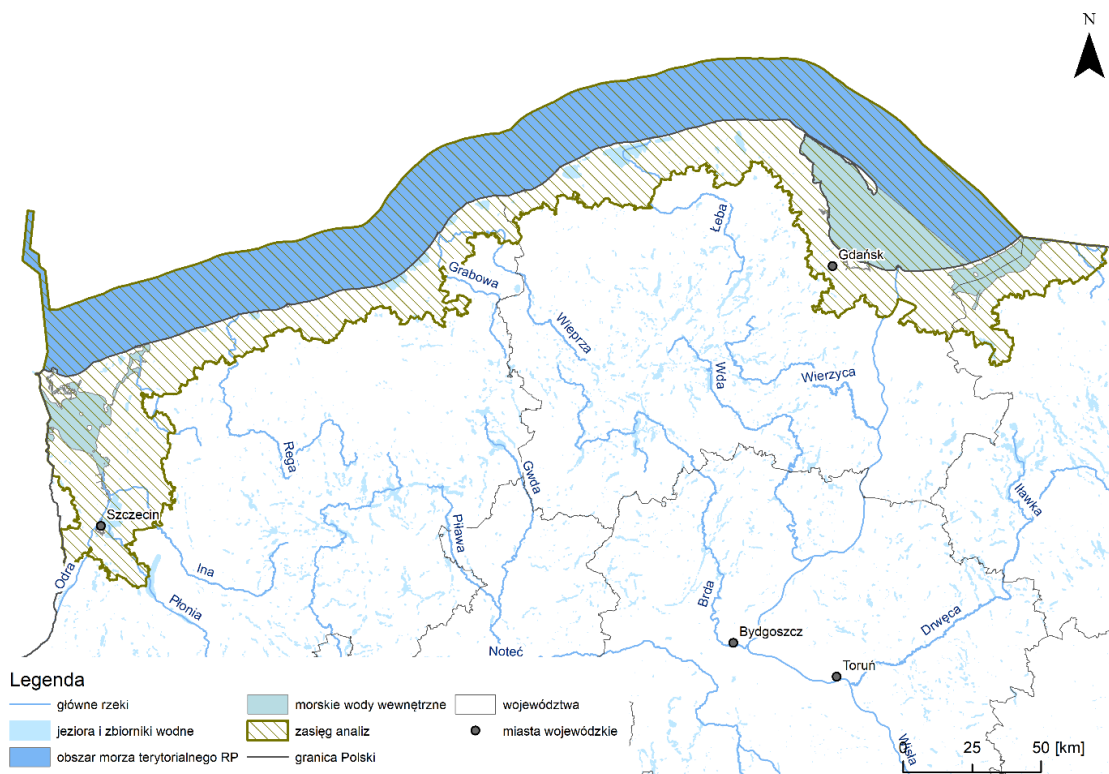 N
Łeba
Gdańsk
Grabowa
Wieprza
Wda
Wierzyca
Rega
Gwda
Iławka
Szczecin
Piława
Odra
Ina
Płonia
Brda
Drwęca
Bydgoszcz
Noteć
Toruń
Wisła
Legenda
główne rzeki
morskie wody wewnętrzne
województwa
jeziora i zbiorniki wodne
zasięg analiz
miasta wojewódzkie
obszar morza terytorialnego RP
granica Polski
0 25 50 [km]